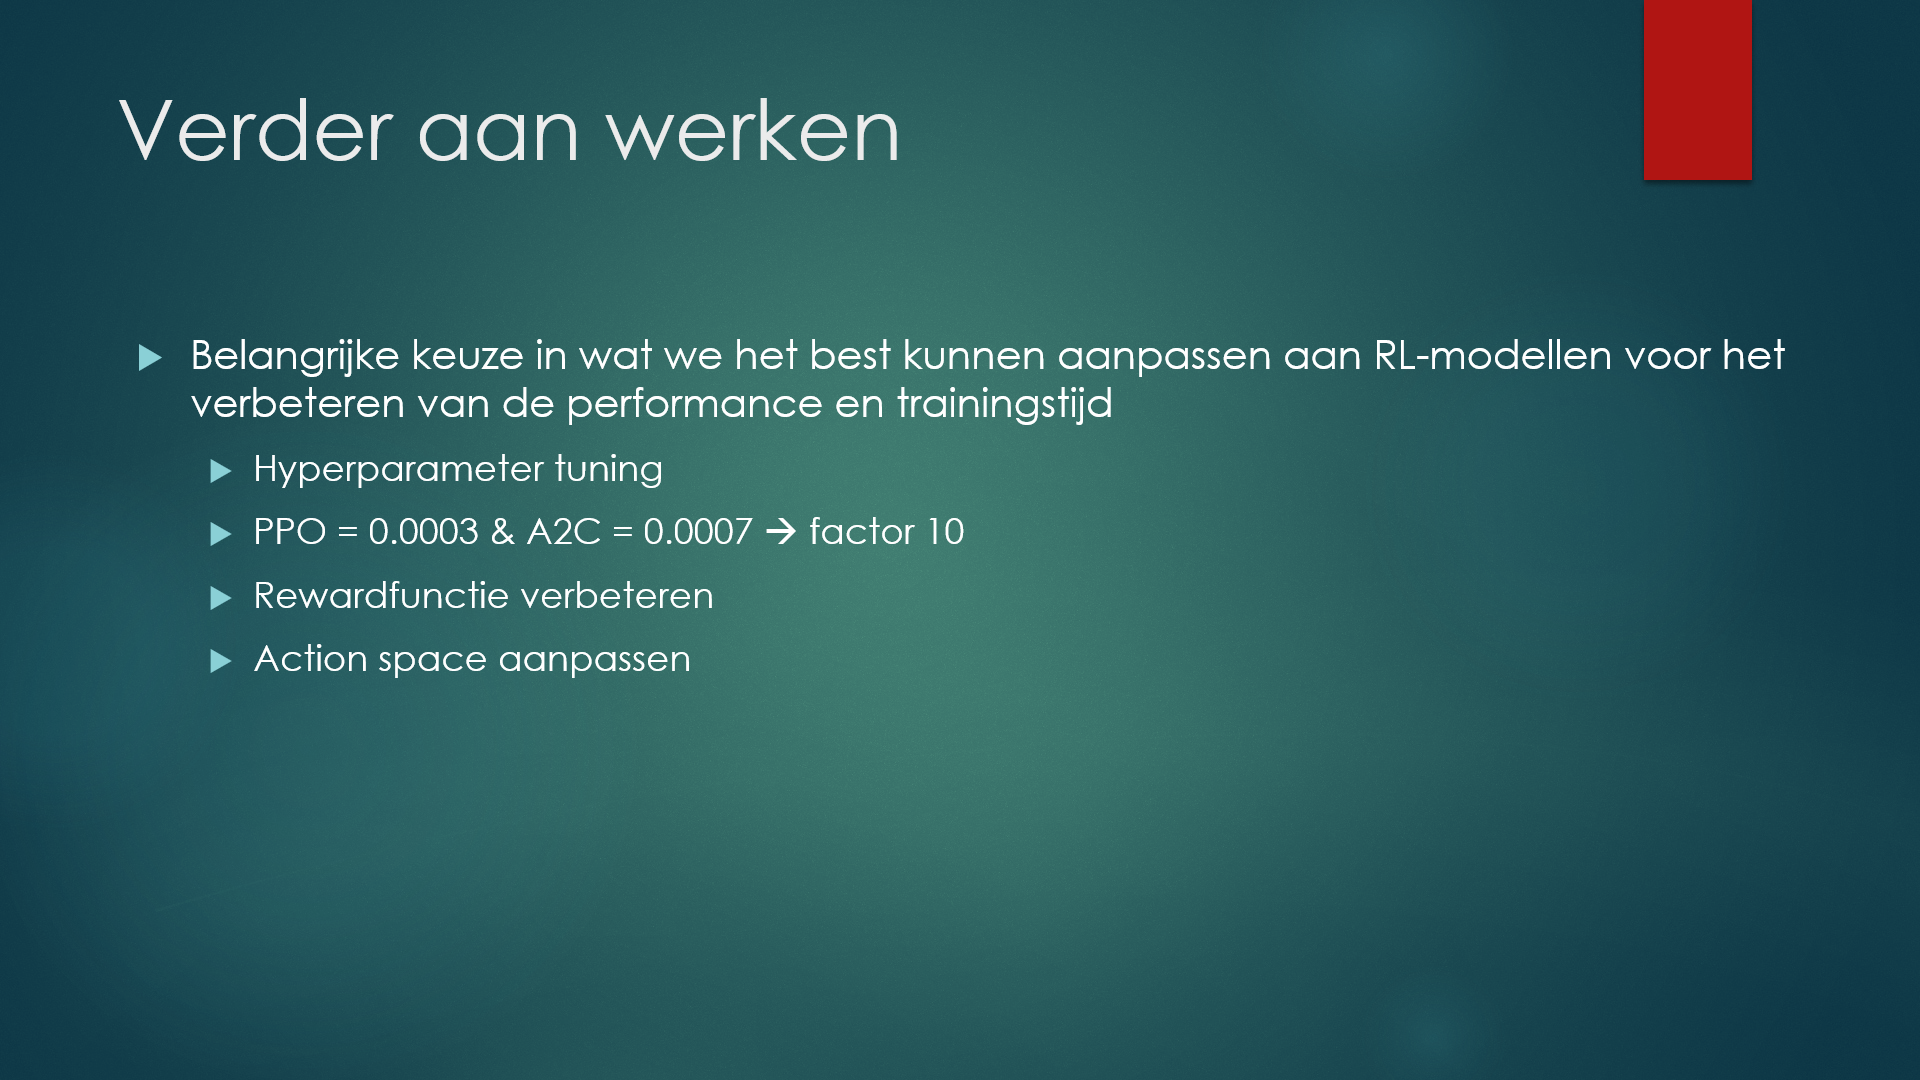 Verder aan werken
Belangrijke keuze in wat we het best kunnen aanpassen aan RL-modellen voor het
verbeteren van de performance en trainingstijd
Hyperparameter tuning
PPO = 0.0003 & A2C = 0.0007 → factor 10
Rewardfunctie verbeteren
Action space aanpassen